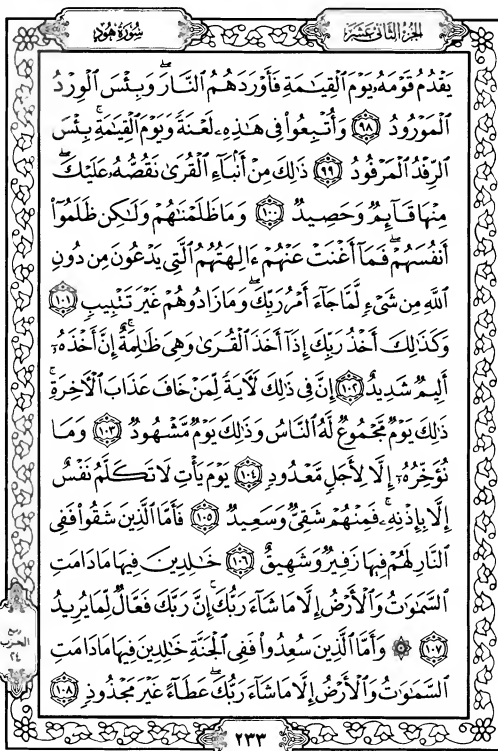 سُورَةُ هُودٍ
الجُزْءُ الثَّانِي عَشَرَ
يَقْدُمُ قَوْمَهُۥ يَوْمَ ٱلْقِيَٰمَةِ فَأَوْرَدَهُمُ ٱلنَّارَۖ وَبِئْسَ ٱلْوِرْدُ
ٱلْمَوْرُودُ ٩٨ وَأُتْبِعُوا۟ فِى هَٰذِهِۦ لَعْنَةً وَيَوْمَ ٱلْقِيَٰمَةِۚ بِئْسَ
ٱلرِّفْدُ ٱلْمَرْفُودُ ٩٩ ذَٰلِكَ مِنْ أَنۢبَآءِ ٱلْقُرَىٰ نَقُصُّهُۥ عَلَيْكَۖ
مِنْهَا قَآئِمٌ وَحَصِيدٌ ١٠٠ وَمَا ظَلَمْنَٰهُمْ وَلَٰكِن ظَلَمُوٓا۟
أَنفُسَهُمْۖ فَمَآ أَغْنَتْ عَنْهُمْ ءَالِهَتُهُمُ ٱلَّتِى يَدْعُونَ مِن دُونِ
ٱللَّهِ مِن شَىْءٍ لَّمَّا جَآءَ أَمْرُ رَبِّكَۖ وَمَا زَادُوهُمْ غَيْرَ تَتْبِيبٍ ١٠١
وَكَذَٰلِكَ أَخْذُ رَبِّكَ إِذَآ أَخَذَ ٱلْقُرَىٰ وَهِىَ ظَٰلِمَةٌۚ إِنَّ أَخْذَهُۥٓ
أَلِيمٌ شَدِيدٌ ١٠٢ إِنَّ فِى ذَٰلِكَ لَءَايَةً لِّمَنْ خَافَ عَذَابَ ٱلْءَاخِرَةِۚ
ذَٰلِكَ يَوْمٌ مَّجْمُوعٌ لَّهُ ٱلنَّاسُ وَذَٰلِكَ يَوْمٌ مَّشْهُودٌ ١٠٣ وَمَا
نُؤَخِّرُهُۥٓ إِلَّا لِأَجَلٍ مَّعْدُودٍ ١٠٤ يَوْمَ يَأْتِ لَا تَكَلَّمُ نَفْسٌ
إِلَّا بِإِذْنِهِۦۚ فَمِنْهُمْ شَقِىٌّ وَسَعِيدٌ ١٠٥ فَأَمَّا ٱلَّذِينَ شَقُوا۟ فَفِى
ٱلنَّارِ لَهُمْ فِيهَا زَفِيرٌ وَشَهِيقٌ ١٠٦ خَٰلِدِينَ فِيهَا مَا دَامَتِ
ٱلسَّمَٰوَٰتُ وَٱلْأَرْضُ إِلَّا مَا شَآءَ رَبُّكَۚ إِنَّ رَبَّكَ فَعَّالٌ لِّمَا يُرِيدُ
١٠٧ ۞ وَأَمَّا ٱلَّذِينَ سُعِدُوا۟ فَفِى ٱلْجَنَّةِ خَٰلِدِينَ فِيهَا مَا دَامَتِ
ٱلسَّمَٰوَٰتُ وَٱلْأَرْضُ إِلَّا مَا شَآءَ رَبُّكَۖ عَطَآءً غَيْرَ مَجْذُوذٍ ١٠٨
ربع
الحزب
٢٤
٢٣٣